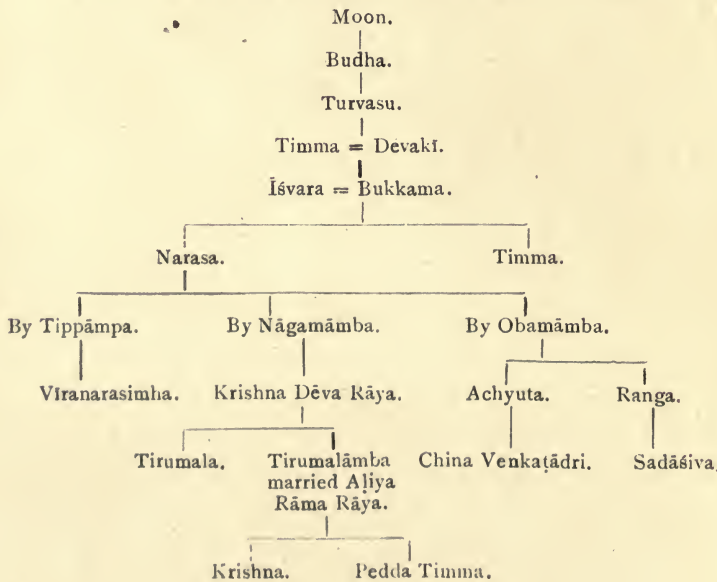 Moon.
Budha.
Turvasu.
Timma = Devakī.
Īśvara = Bukkama.
Narasa. Timma.
By Tippāmpa. By Nāgamāmba. By Obamāmba.
Vīranarasimha. Krishna Dēva Rāya. Achyuta. Ranga.
Tirumala. Tirumalāmba China Venkaṭādri. Sadāśiva.
married Aḷiya
Rāma Rāya.
Krishna. Pedda Timma.